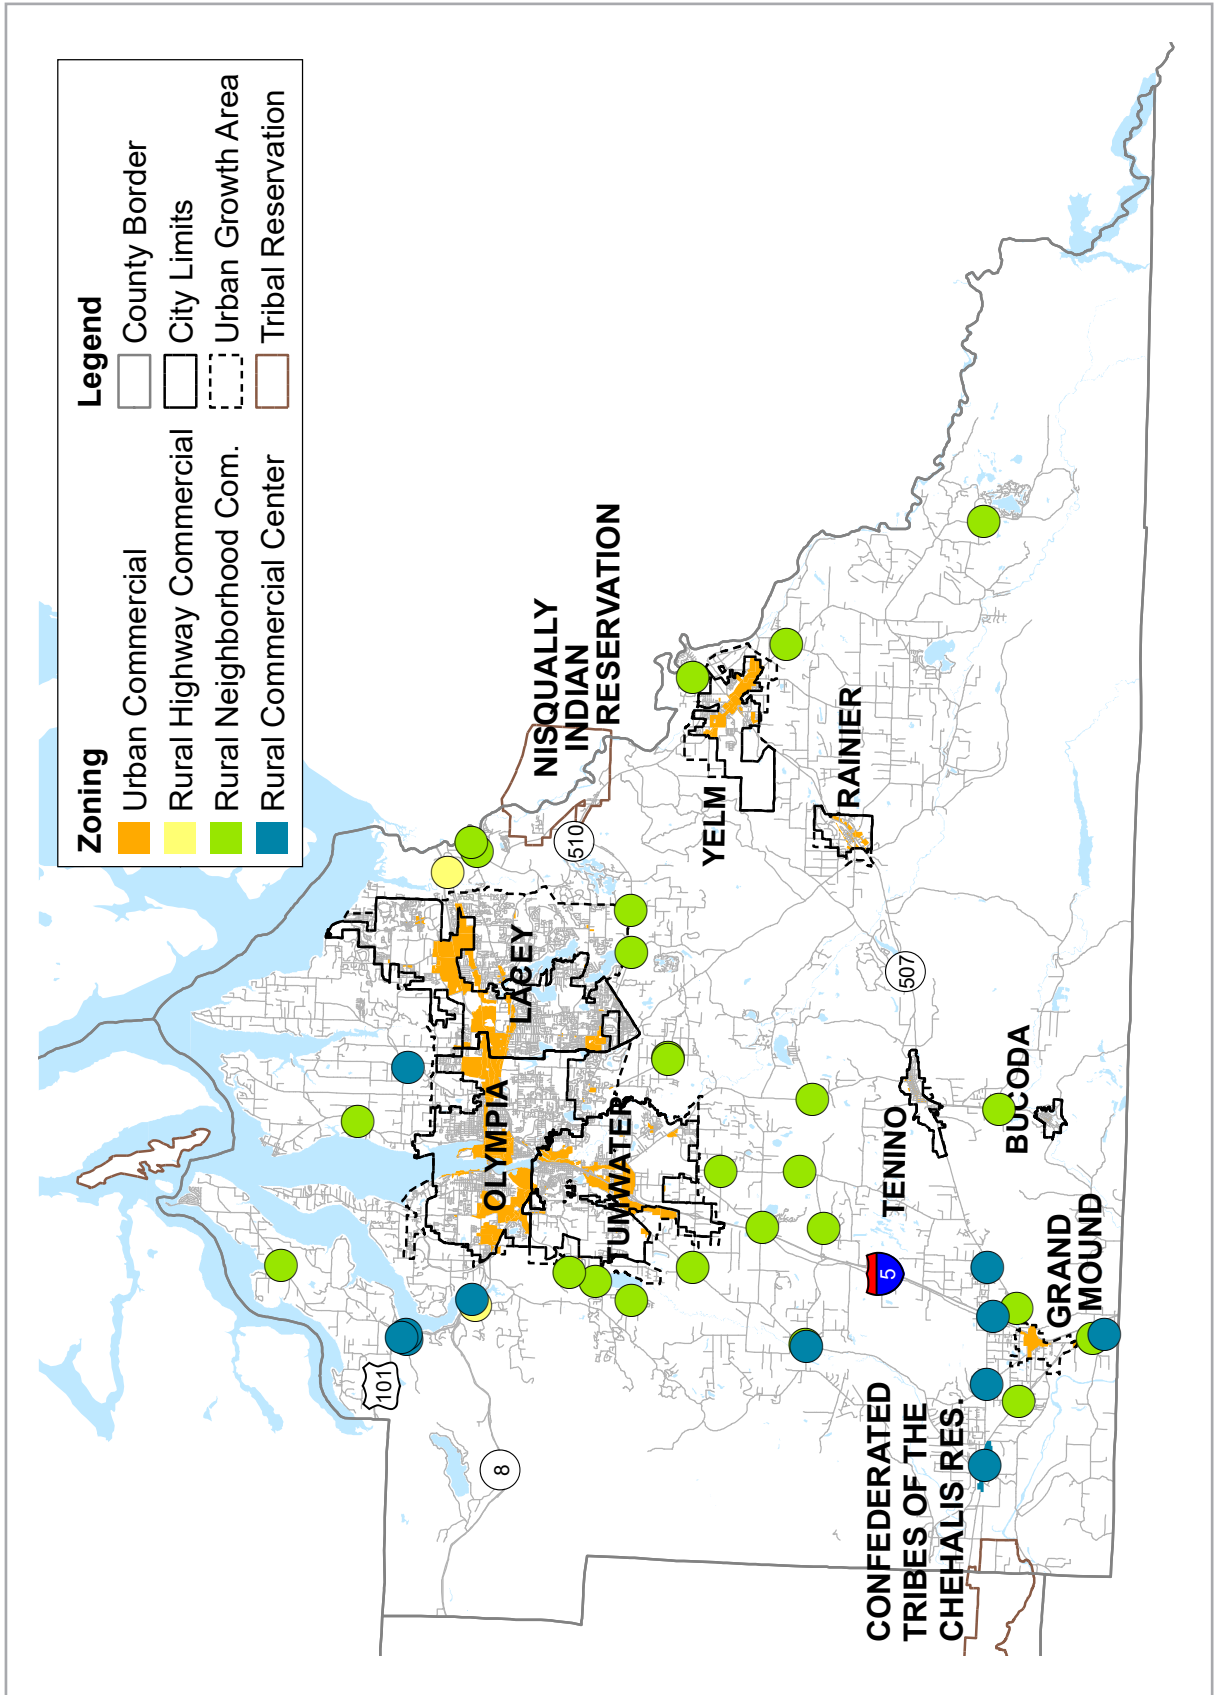 Zoning
Urban Commercial
Rural Highway Commercial
Rural Neighborhood Com.
Rural Commercial Center
Legend
County Border
City Limits
Urban Growth Area
Tribal Reservation
101
8
OLYMPIA
LACEY
TUMWATER
NISQUALLY
INDIAN
RESERVATION
510
YELM
RAINIER
507
5
TENINO
BUCODA
GRAND
MOUND
CONFEDERATED
TRIBES OF THE
CHEHALIS RES.